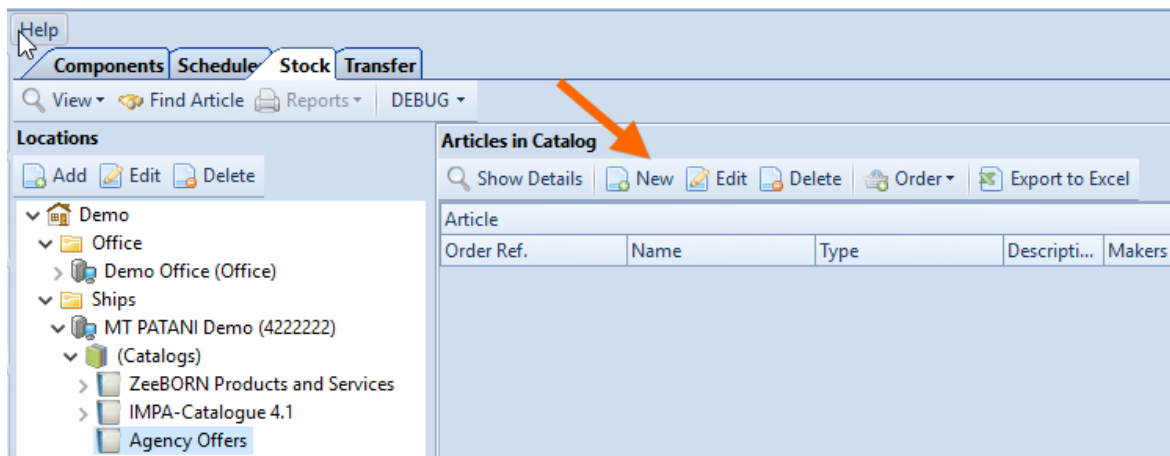 Help
Components Schedule Stock Transfer
View Find Article Reports DEBUG
Locations
Add Edit Delete
Demo
Office
Demo Office (Office)
Ships
MT PATANI Demo (4222222)
(Catalogs)
ZeeBORN Products and Services
IMPA-Catalogue 4.1
Agency Offers
Articles in Catalog
Show Details New Edit Delete Order Export to Excel
Article
Order Ref. Name Type Descripti... Makers